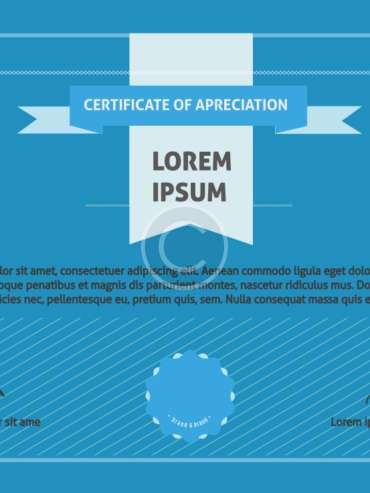 CERTIFICATE OF APRECIATION
LOREM
IPSUM
©
lor sit amet, consectetuer adipiscing elit. Aenean commodo ligula eget dolo
oque penatibus et magnis dis parturient montes, nascetur ridiculus mus. Do
icies nec, pellentesque eu, pretium quis, sem. Nulla consequat massa quis e
r sit ame
Lorem ip